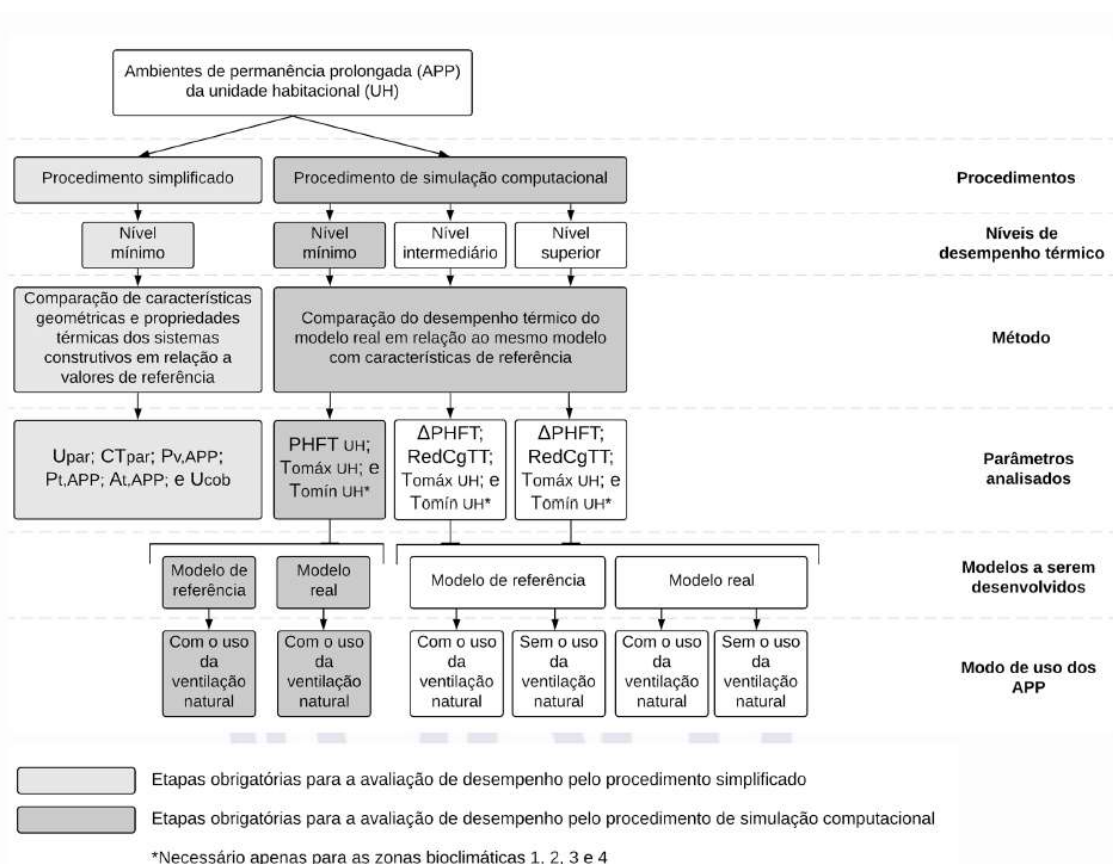 Ambientes de permanência prolongada (APP)
da unidade habitacional (UH)
Procedimento simplificado
Procedimento de simulação computacional
Procedimentos
Nível
mínimo
Nível
mínimo
Nível
intermediário
Nível
superior
Níveis de
desempenho térmico
Comparação de características
geométricas e propriedades
térmicas dos sistemas
construtivos em relação a
valores de referência
Comparação do desempenho térmico do
modelo real em relação ao mesmo modelo
com características de referência
Método
Upar; CTpar; Pv,APP;
Pt,APP; At,APP; e Ucob
PHFT UH;
Tomáx UH; e
Tomín UH*
ΔPHFT;
RedCgTT;
Tomáx UH; e
Tomín UH*
ΔPHFT;
RedCgTT;
Tomáx UH; e
Tomín UH*
Parâmetros
analisados
Modelo de
referência
Modelo
real
Modelo de referência
Modelo real
Modelos a serem
desenvolvidos
Com o uso
da
ventilação
natural
Com o uso
da
ventilação
natural
Com o uso
da
ventilação
natural
Sem o uso
da
ventilação
natural
Com o uso
da
ventilação
natural
Sem o uso
da
ventilação
natural
Modo de uso dos
APP
Etapas obrigatórias para a avaliação de desempenho pelo procedimento simplificado
Etapas obrigatórias para a avaliação de desempenho pelo procedimento de simulação computacional
*Necessário apenas para as zonas bioclimáticas 1, 2, 3 e 4